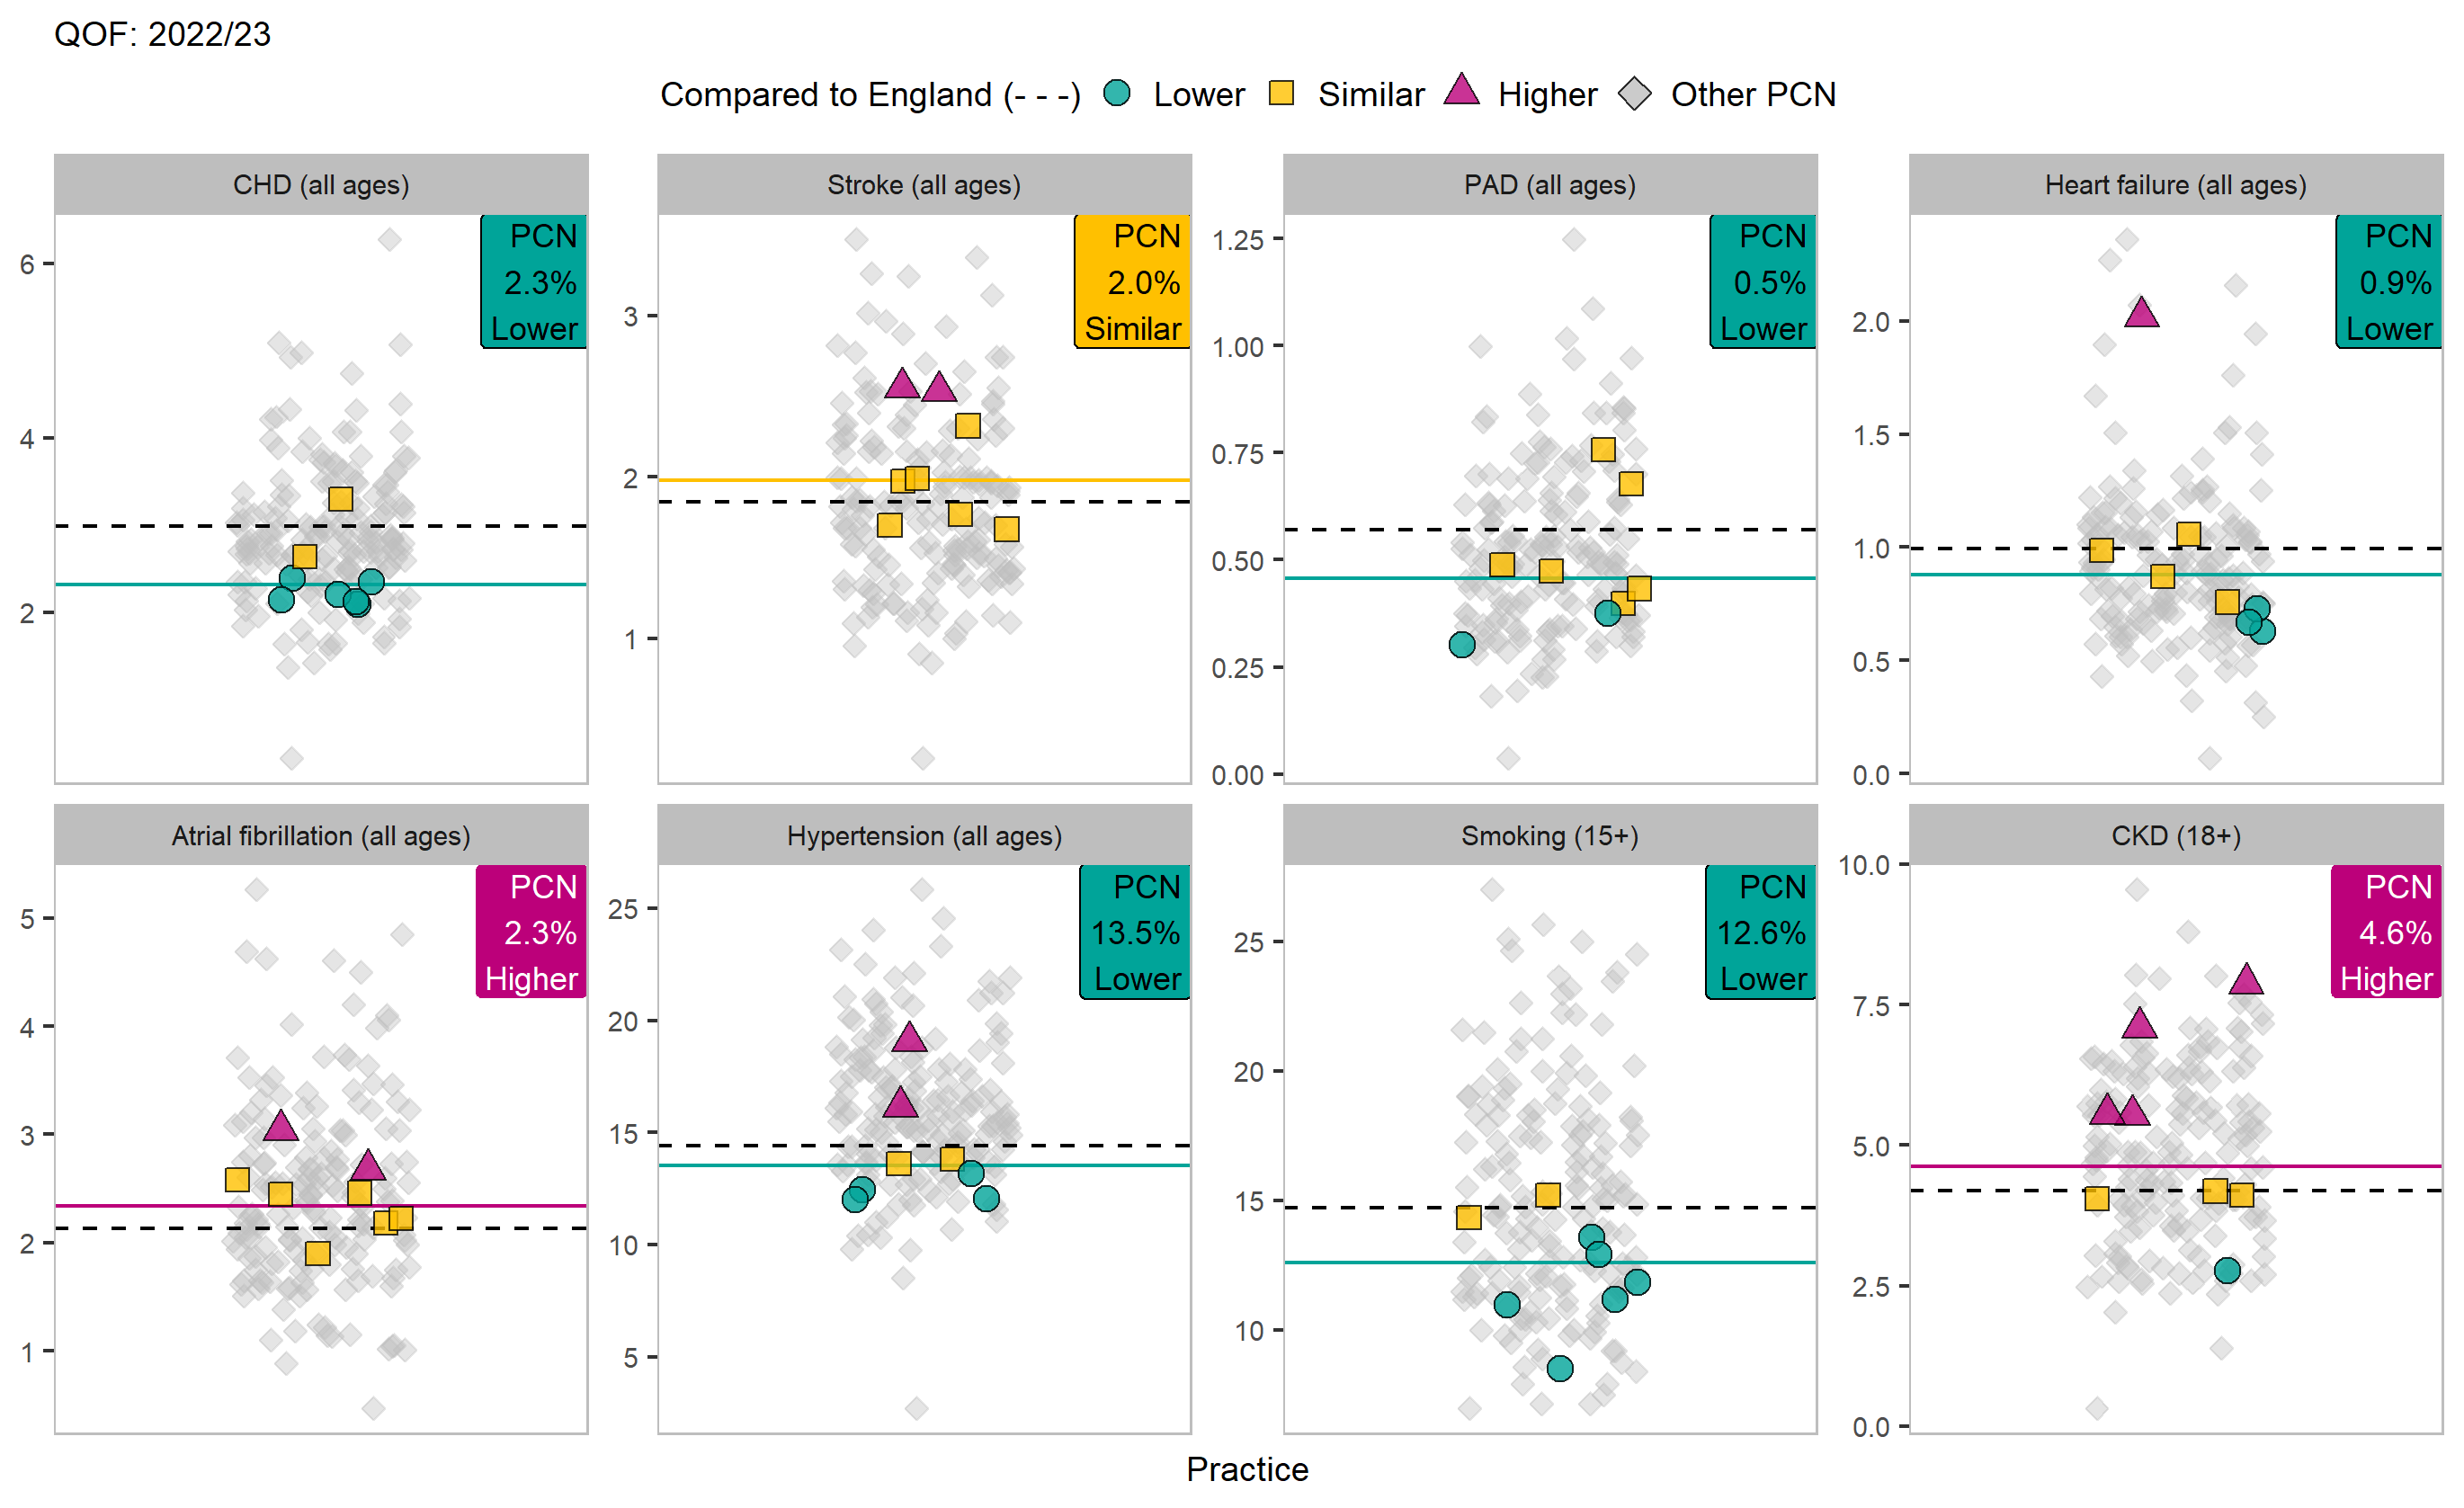 QOF: 2022/23
Compared to England (- - -) Lower Similar Higher Other PCN
CHD (all ages)
PCN
2.3%
Lower
6
4
2
Stroke (all ages)
PCN
2.0%
Similar
3
2
1
PAD (all ages)
PCN
0.5%
Lower
1.25
1.00
0.75
0.50
0.25
0.00
Heart failure (all ages)
PCN
0.9%
Lower
2.0
1.5
1.0
0.5
0.0
Atrial fibrillation (all ages)
PCN
2.3%
Higher
5
4
3
2
1
Hypertension (all ages)
PCN
13.5%
Lower
25
20
15
10
5
Smoking (15+)
PCN
12.6%
Lower
25
20
15
10
CKD (18+)
PCN
4.6%
Higher
10.0
7.5
5.0
2.5
0.0
Practice